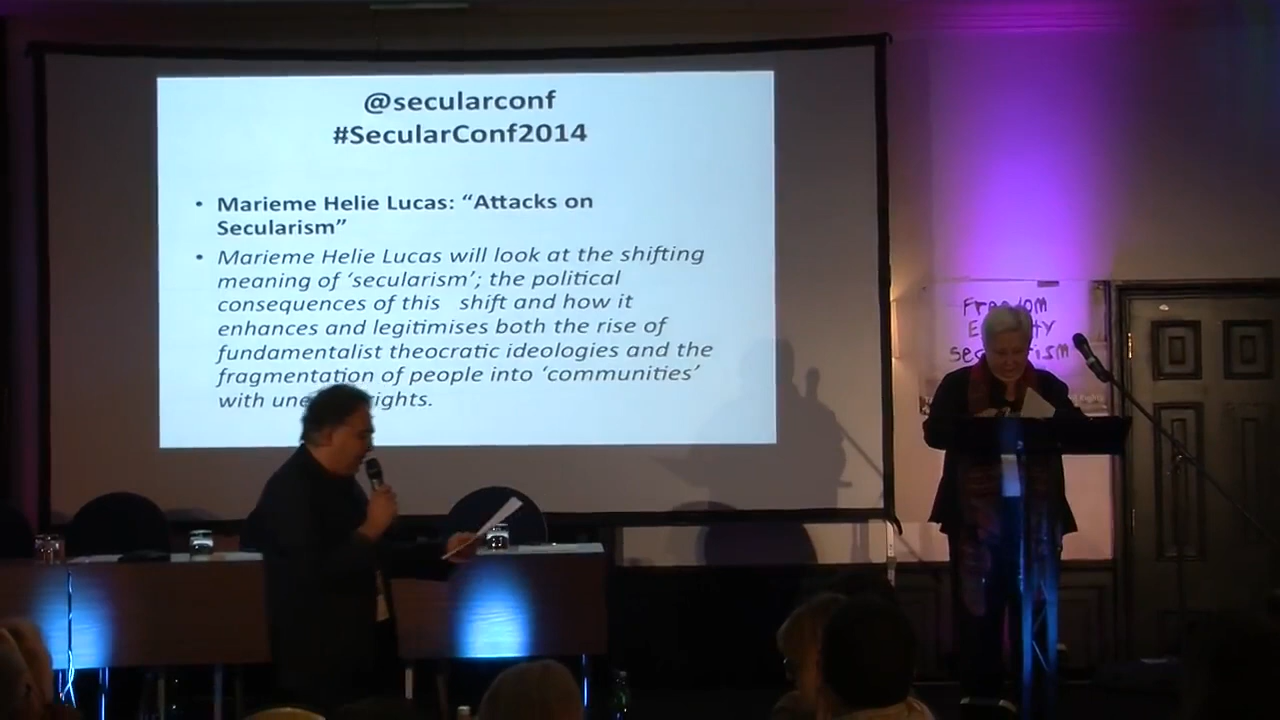 @secularconf
#SecularConf2014
• Marieme Helie Lucas: “Attacks on
Secularism”
• Marieme Helie Lucas will look at the shifting
meaning of ‘secularism’; the political
consequences of this shift and how it
enhances and legitimises both the rise of
fundamentalist theocratic ideologies and the
fragmentation of people into ‘communities’
with rights.